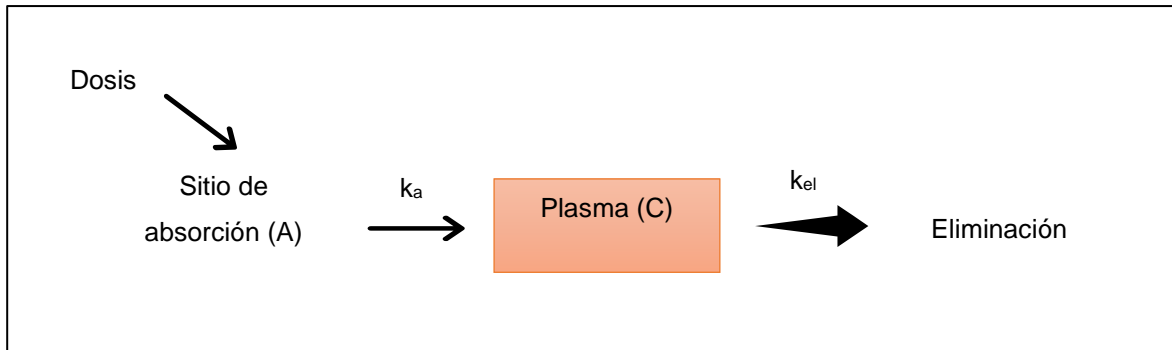 Dosis
Sitio de
absorción (A)
kₐ
Plasma (C)
kₑₗ
Eliminación